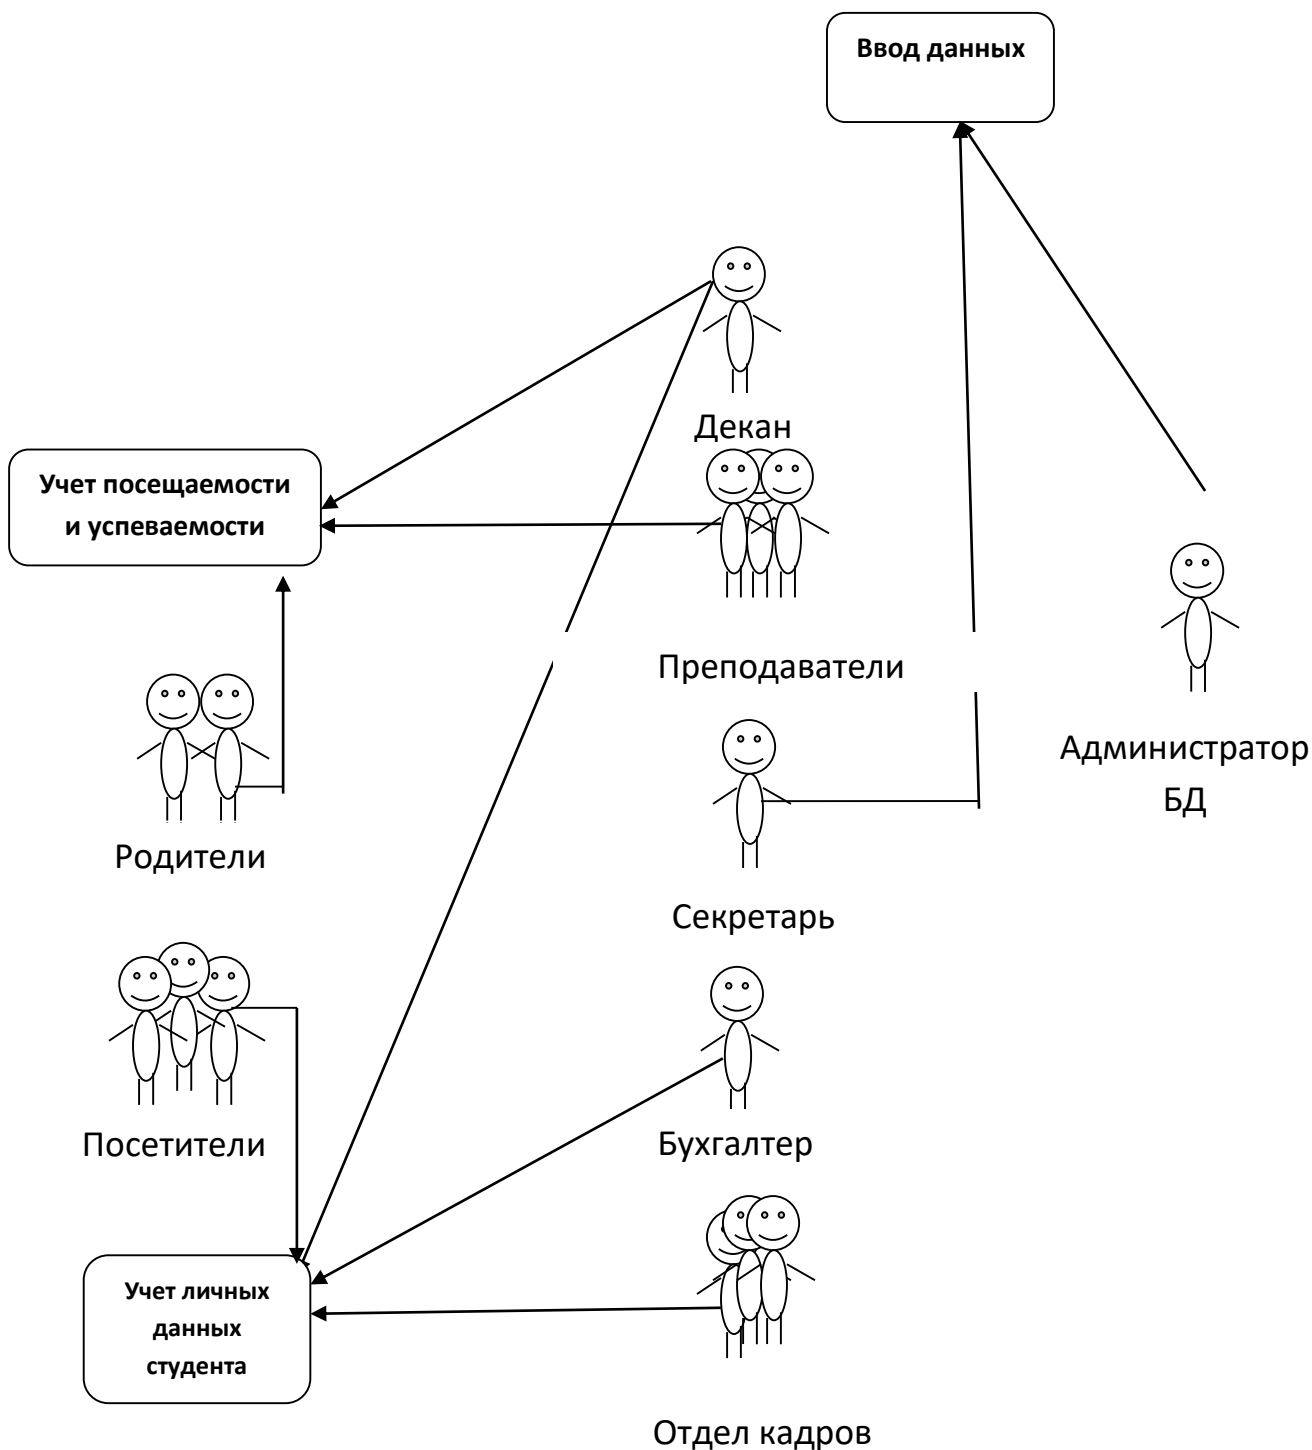 Ввод данных
Декан
Учет посещаемости
и успеваемости
Преподаватели
Администратор
БД
Родители
Секретарь
Посетители
Бухгалтер
Учет личных
данных
студента
Отдел кадров